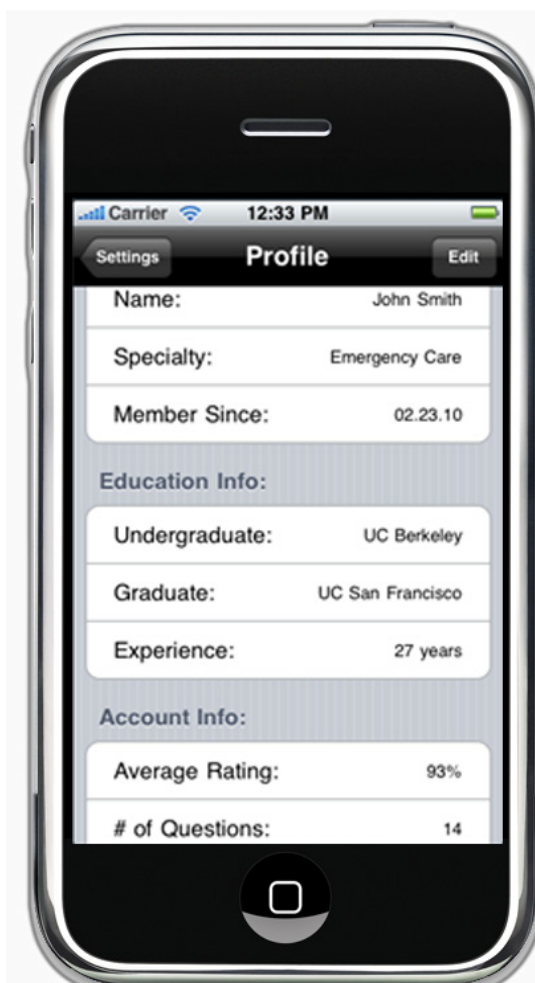 Carrier 12:33 PM
Settings Profile Edit
Name: John Smith
Specialty: Emergency Care
Member Since: 02.23.10
Education Info:
Undergraduate: UC Berkeley
Graduate: UC San Francisco
Experience: 27 years
Account Info:
Average Rating: 93%
# of Questions: 14